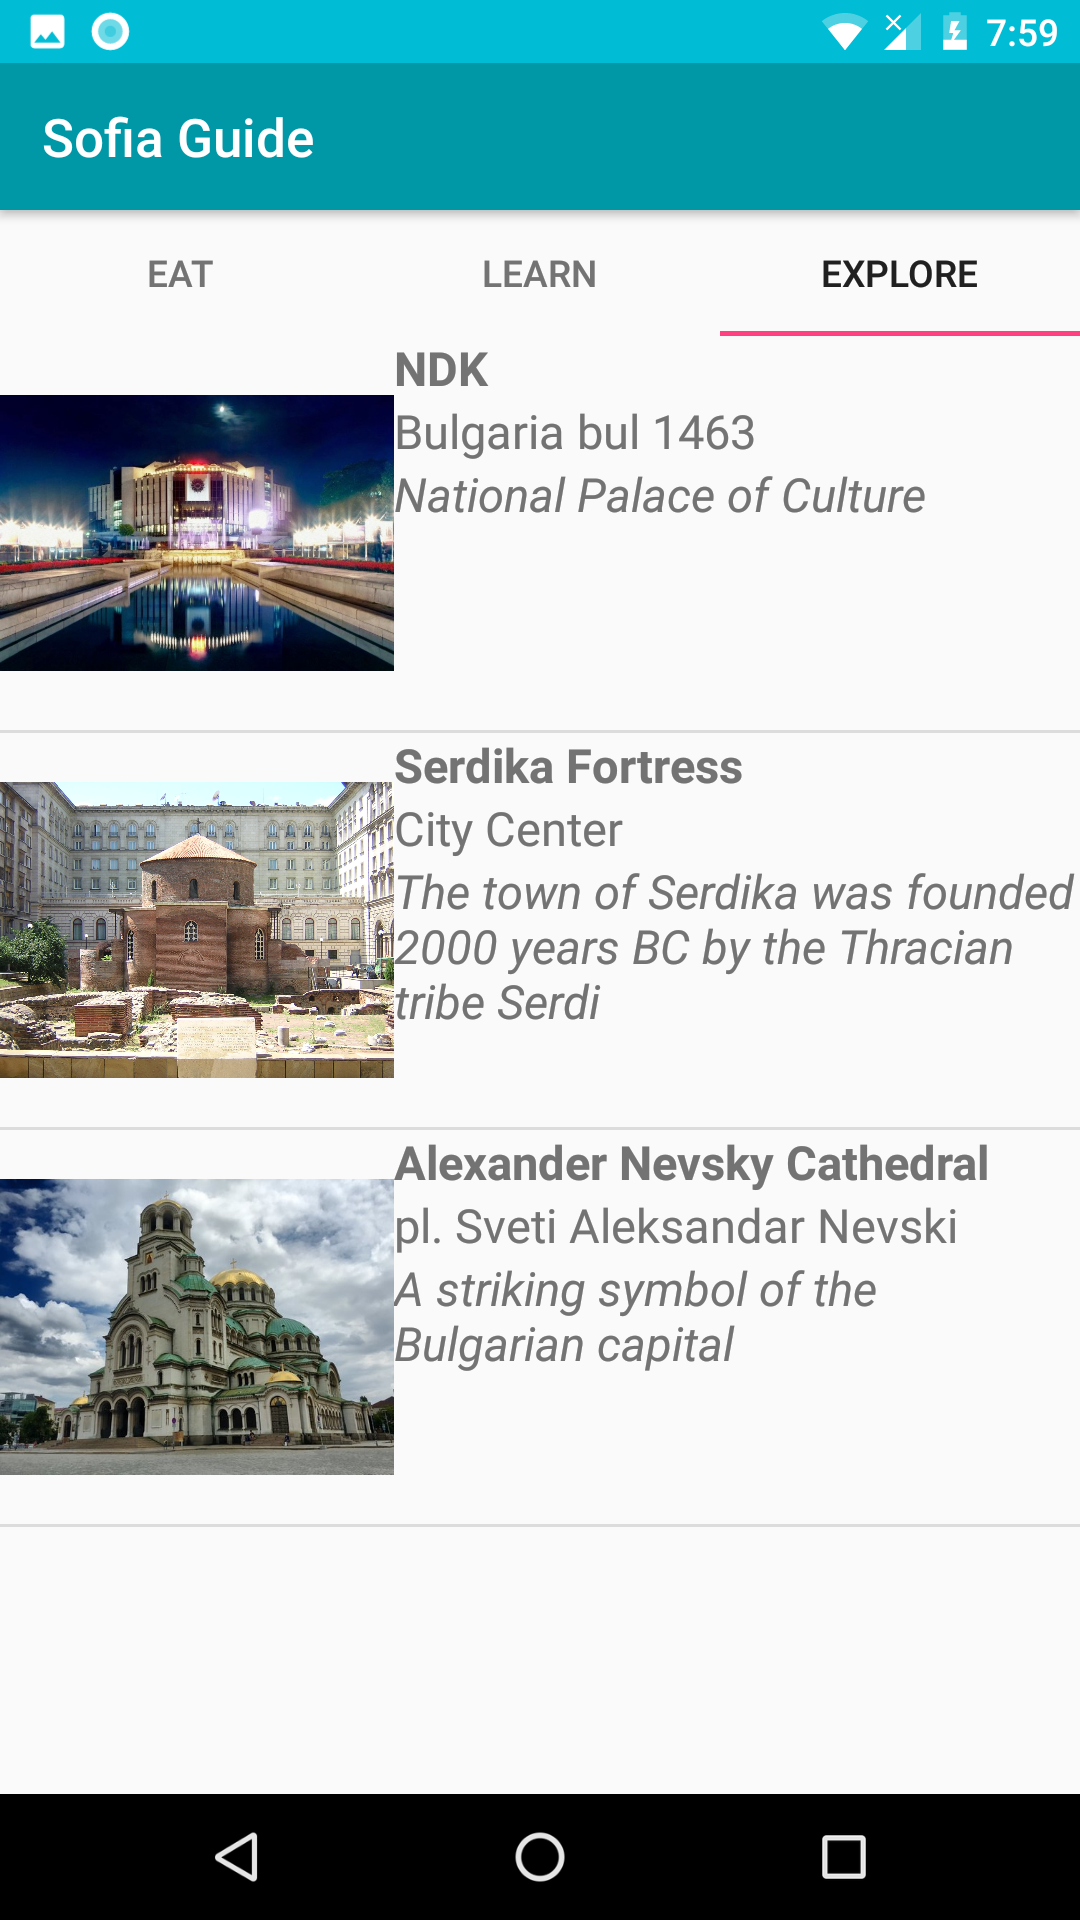 7:59
Sofia Guide
EAT
LEARN
EXPLORE
NDK
Bulgaria bul 1463
National Palace of Culture
Serdika Fortress
City Center
The town of Serdika was founded
2000 years BC by the Thracian
tribe Serdi
Alexander Nevsky Cathedral
pl. Sveti Aleksandar Nevski
A striking symbol of the
Bulgarian capital